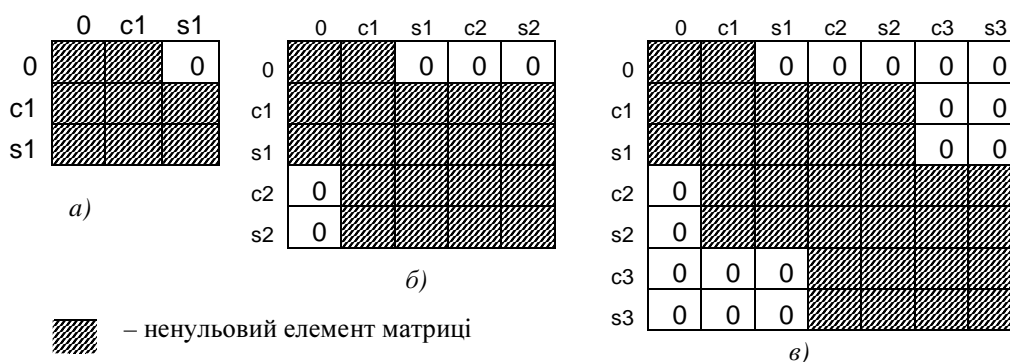 0 c1 s1
0 0
c1
s1
а)
0 c1 s1 c2 s2
0 0 0 0
c1
s1
c2 0
s2 0
б)
0 c1 s1 c2 s2 c3 s3
0 0 0 0 0 0
c1 0 0
s1 0 0
c2 0
s2 0
c3 0 0 0
s3 0 0 0
в)
– ненульовий елемент матриці